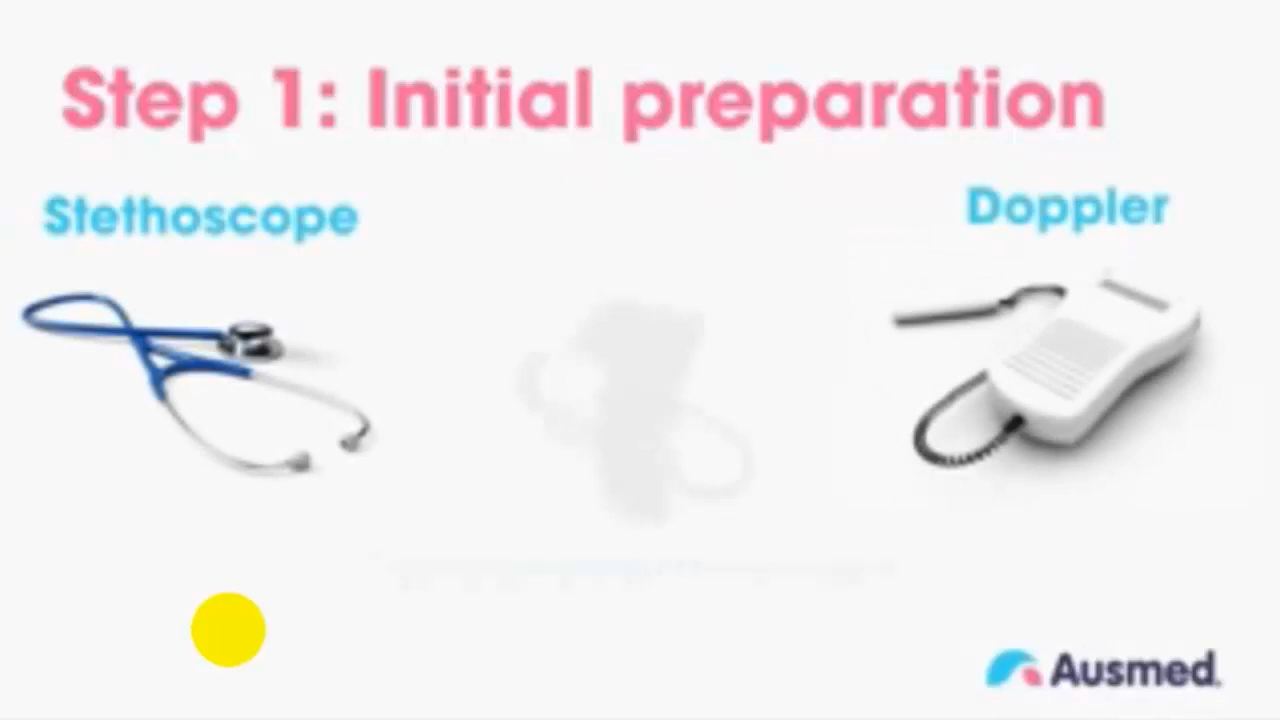 Step 1: Initial preparation
Stethoscope
Doppler
Ausmed.